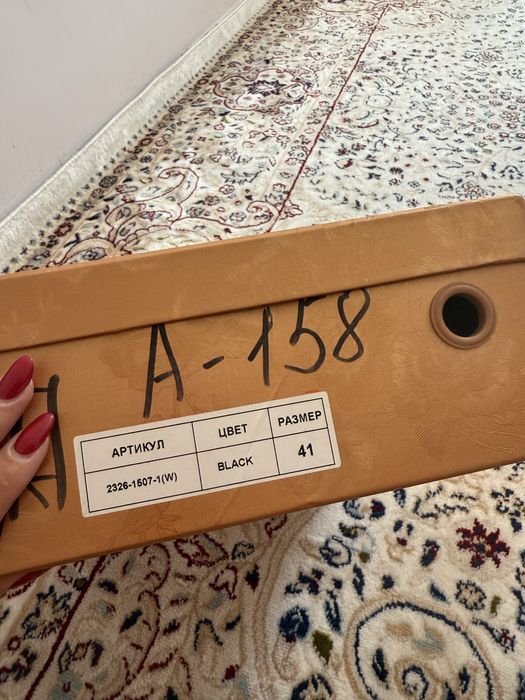 A-158
АРТИКУЛ ЦВЕТ РАЗМЕР
2326-1507-1(W) BLACK 41